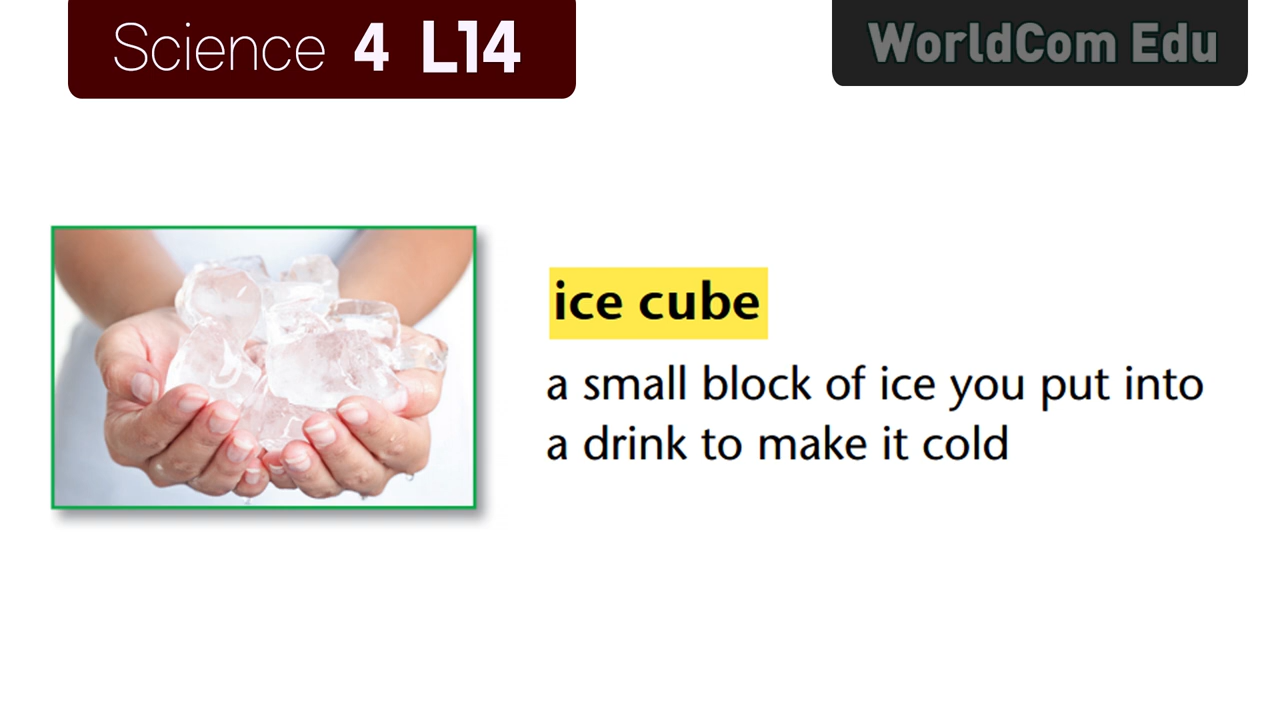 Science 4 L14
WorldCom Edu
ice cube
a small block of ice you put into
a drink to make it cold